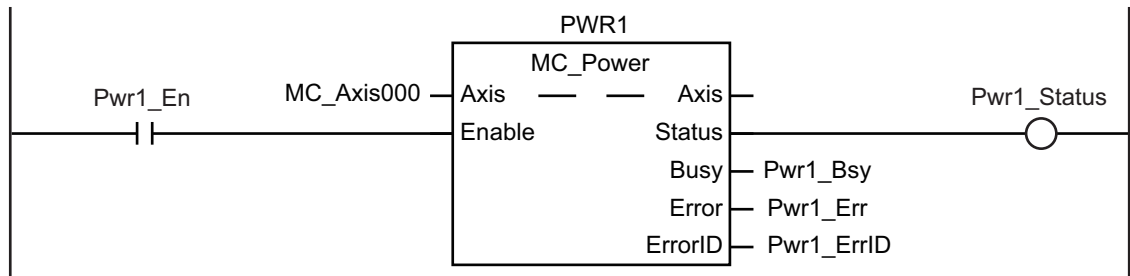 PWR1
MC_Power
Pwr1_En
MC_Axis000
Axis
Axis
Pwr1_Status
Enable
Status
Busy
Pwr1_Bsy
Error
Pwr1_Err
ErrorID
Pwr1_ErrID